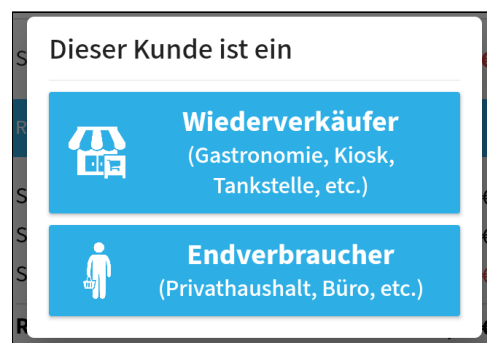 Dieser Kunde ist ein
Wiederverkäufer
(Gastronomie, Kiosk,
Tankstelle, etc.)
Endverbraucher
(Privathaushalt, Büro, etc.)